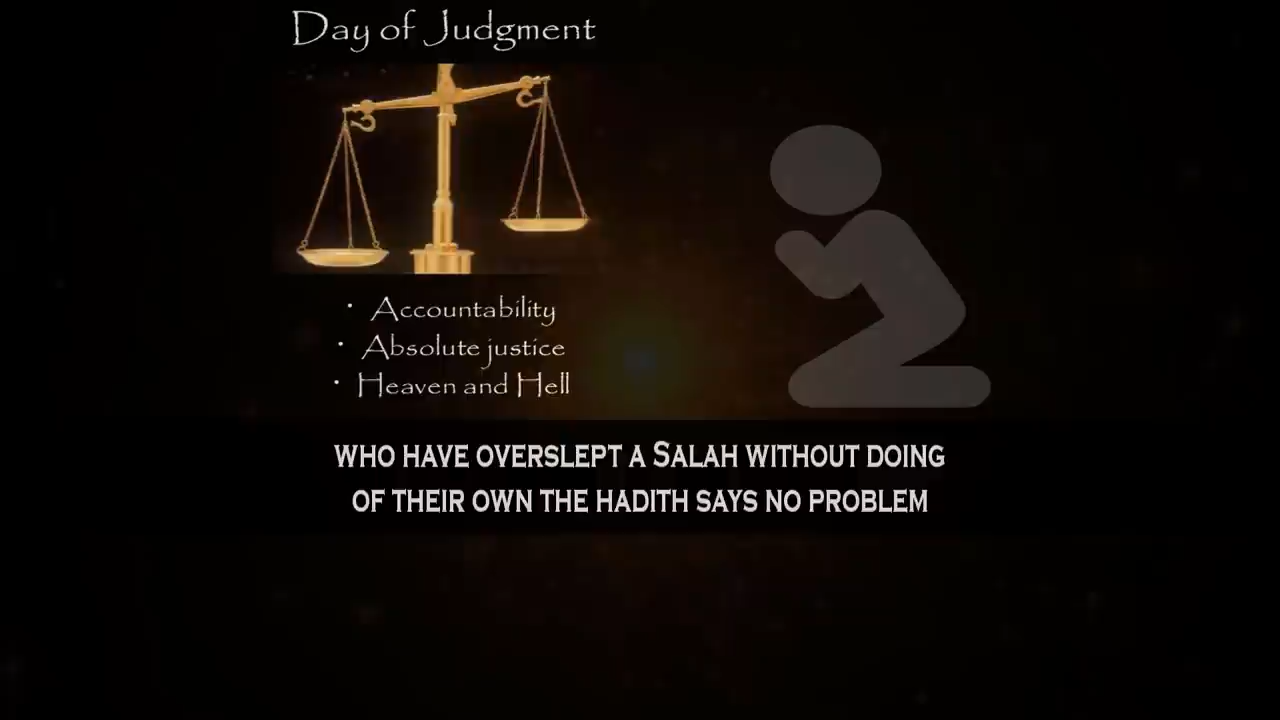 Day of Judgment
• Accountability
• Absolute justice
• Heaven and Hell
WHO HAVE OVERSLEPT A SALAH WITHOUT DOING
OF THEIR OWN THE HADITH SAYS NO PROBLEM